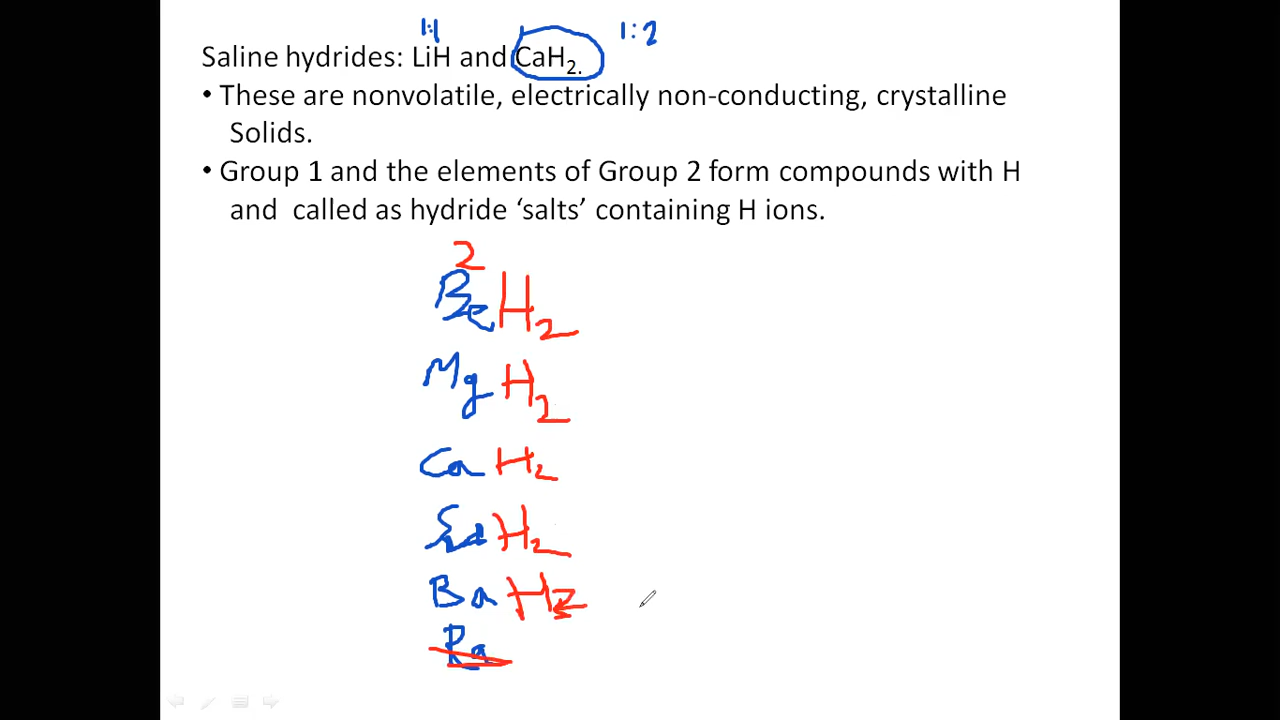 1:1
1:2
Saline hydrides: LiH and CaH2.
• These are nonvolatile, electrically non-conducting, crystalline
Solids.
• Group 1 and the elements of Group 2 form compounds with H
and called as hydride ‘salts’ containing H ions.
2
BeH2
MgH2
CaH2
H2
BaH2
Ra